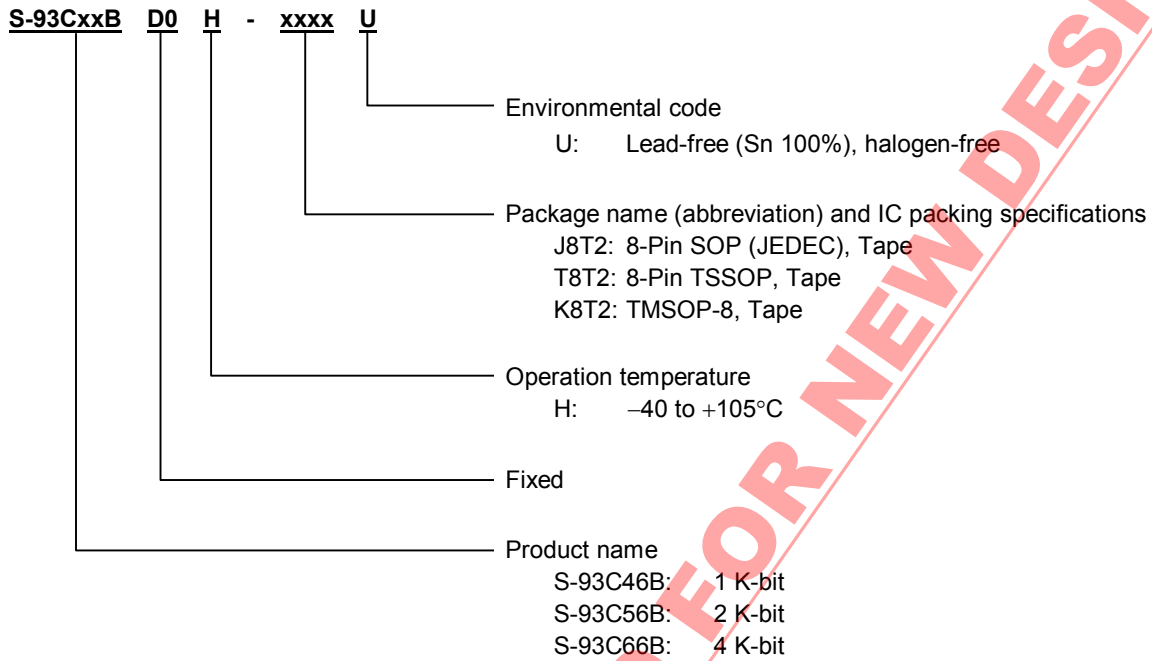 S-93CxxB D0 H - xxxx U
Environmental code
U: Lead-free (Sn 100%), halogen-free
Package name (abbreviation) and IC packing specifications
J8T2: 8-Pin SOP (JEDEC), Tape
T8T2: 8-Pin TSSOP, Tape
K8T2: TMSOP-8, Tape
Operation temperature
H: −40 to +105°C
Fixed
Product name
S-93C46B: 1 K-bit
S-93C56B: 2 K-bit
S-93C66B: 4 K-bit
FOR NEW DESI